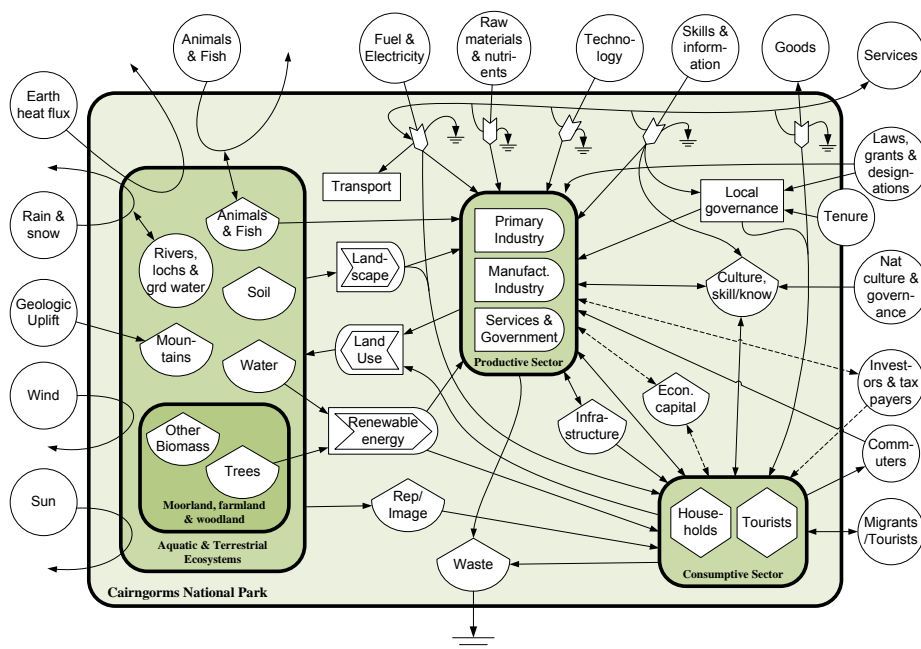 Animals
& Fish
Fuel &
Electricity
Raw
materials
& nutri-
ents
Techno-
logy
Skills &
infor-
mation
Goods
Services
Earth
heat flux
Rain &
snow
Geologic
Uplift
Wind
Sun
Laws,
grants &
design-
ations
Tenure
Nat
culture &
govern-
ance
Invest-
ors & tax
payers
Comm-
uters
Migrants
/Tourists
Animals
& Fish
Rivers,
lochs &
grd water
Soil
Moun-
tains
Water
Other
Biomass
Trees
Moorland, farmland
& woodland
Aquatic & Terrestrial
Ecosystems
Cairngorms National Park
Transport
Land-
scape
Land
Use
Renewable
energy
Rep/
Image
Waste
Primary
Industry
Manufact.
Industry
Services &
Government
Productive Sector
Local
governance
Culture,
skill/know
Econ.
capital
Infra-
structure
House-
holds
Tourists
Consumptive Sector